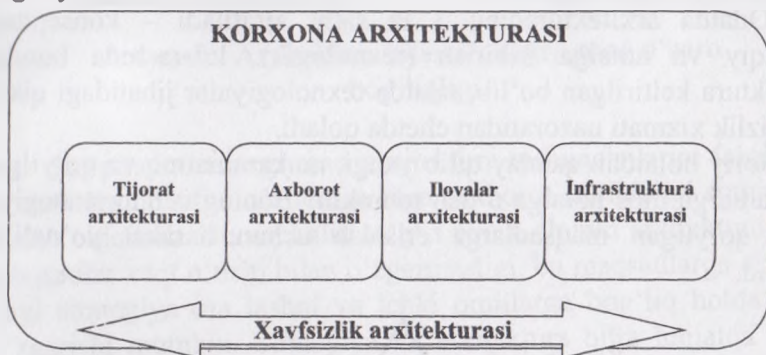 KORXONA ARXITEKTURASI
Tijorat
arxitekturasi
Axborot
arxitekturasi
Ilovalar
arxitekturasi
Infrastruktura
arxitekturasi
Xavfsizlik arxitekturasi